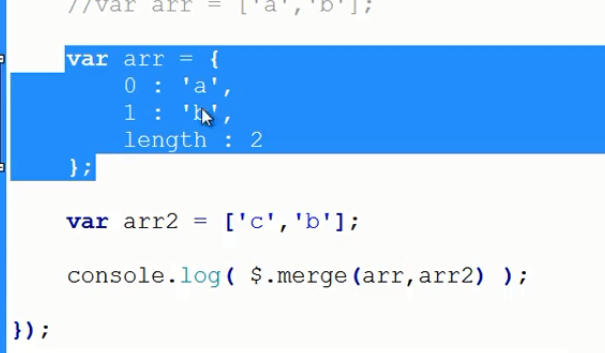 //var arr = ['a','b'];
var arr = {
0 : 'a',
1 : 'b',
length : 2
};
var arr2 = ['c','b'];
console.log( $.merge(arr,arr2) );
});